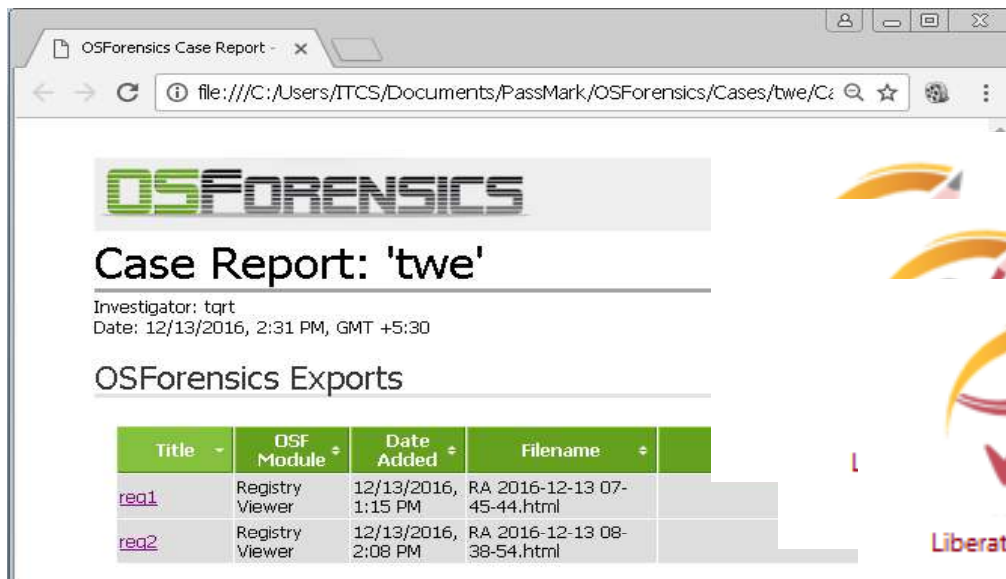 OSForensics Case Report -
file:///C:/Users/ITCS/Documents/PassMark/OSForensics/Cases/twe/Ca
OSFORENSICS
Case Report: 'twe'
Investigator: tqrt
Date: 12/13/2016, 2:31 PM, GMT +5:30
OSForensics Exports
Title OSF Module Date Added Filename
req1 Registry Viewer 12/13/2016, 1:15 PM RA 2016-12-13 07-45-44.html
req2 Registry Viewer 12/13/2016, 2:08 PM RA 2016-12-13 08-38-54.html
L
Liberat